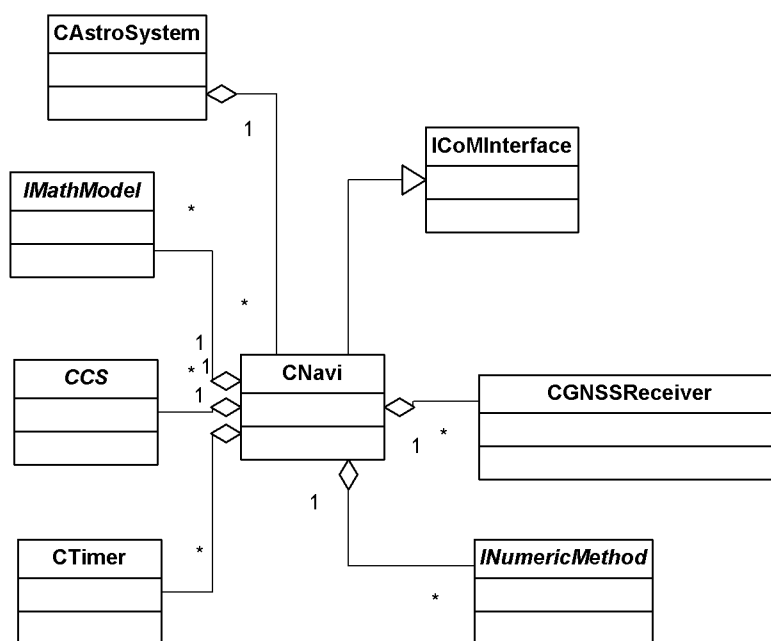 CAstroSystem
1
ICoMInterface
IMathModel
*
*
1
1
*
CCS
1
CNavi
CGNSSReceiver
1
*
1
CTimer
*
INumericMethod
*